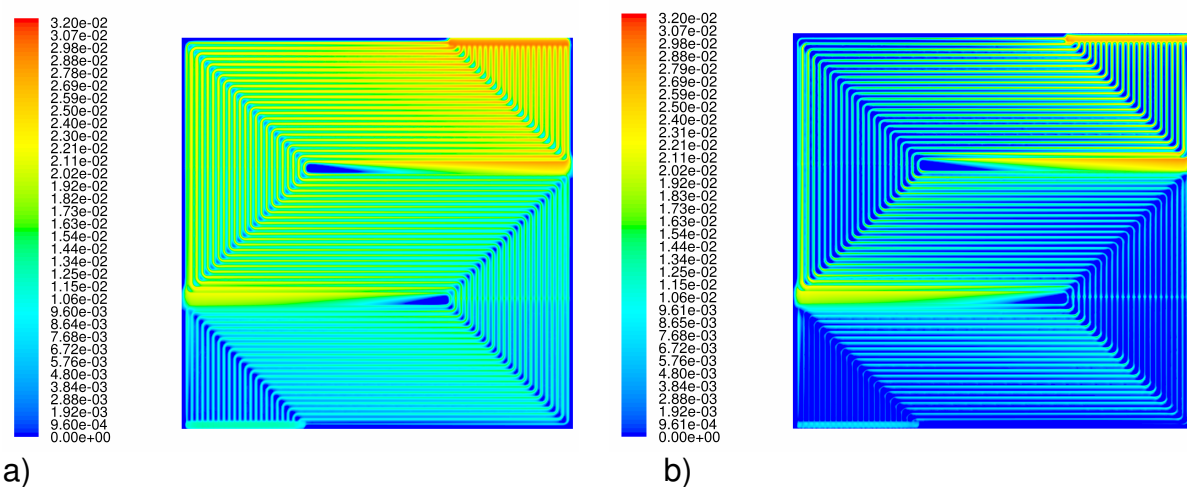 3.20e-02
3.07e-02
2.98e-02
2.88e-02
2.79e-02
2.69e-02
2.59e-02
2.50e-02
2.40e-02
2.30e-02
2.21e-02
2.11e-02
2.02e-02
1.92e-02
1.82e-02
1.73e-02
1.63e-02
1.54e-02
1.44e-02
1.34e-02
1.25e-02
1.15e-02
1.06e-02
9.60e-03
8.64e-03
7.68e-03
6.72e-03
5.76e-03
4.80e-03
3.84e-03
2.88e-03
1.92e-03
9.60e-04
0.00e+00
a)
3.20e-02
3.07e-02
2.98e-02
2.88e-02
2.79e-02
2.69e-02
2.59e-02
2.50e-02
2.40e-02
2.31e-02
2.21e-02
2.11e-02
2.02e-02
1.92e-02
1.83e-02
1.73e-02
1.63e-02
1.54e-02
1.44e-02
1.34e-02
1.25e-02
1.15e-02
1.06e-02
9.61e-03
8.65e-03
7.68e-03
6.72e-03
5.76e-03
4.80e-03
3.84e-03
2.88e-03
1.92e-03
9.61e-04
0.00e+00
b)